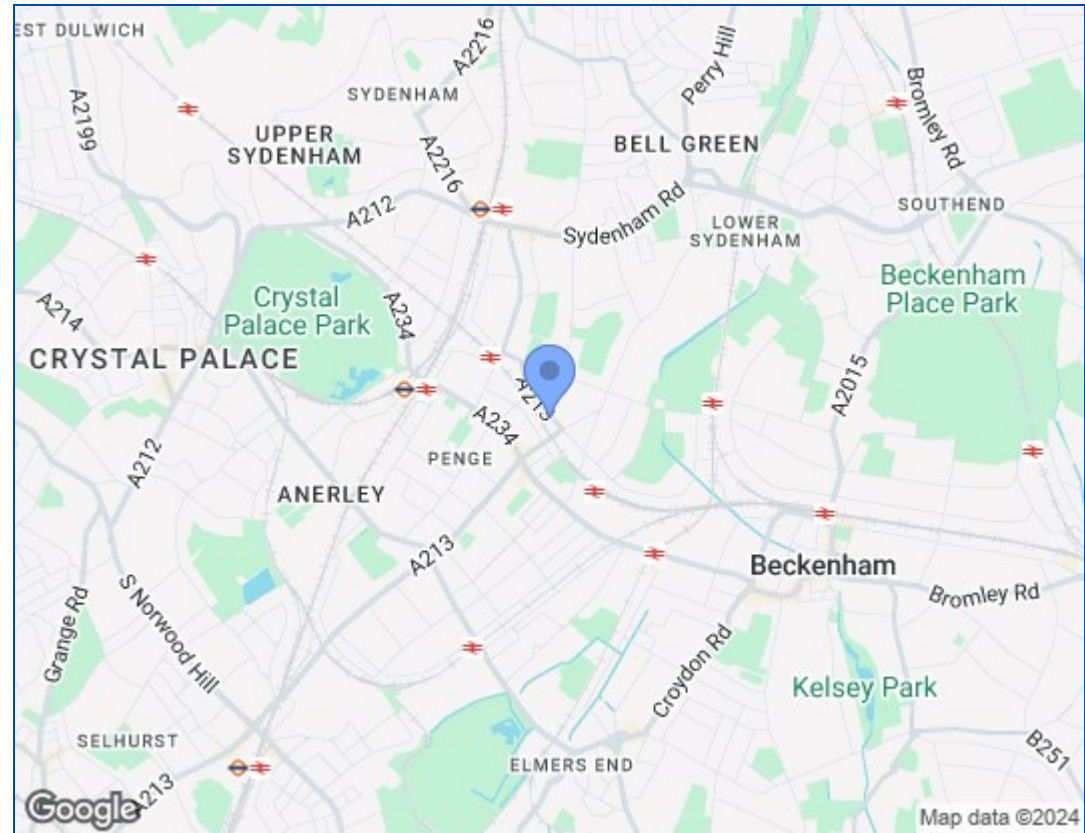 EST DULWICH
A2216
Perry Hill
A2199
SYDENHAM
Bromley Rd
UPPER
SYDENHAM
A2216
BELL GREEN
A212
Sydenham Rd
SOUTHEND
LOWER
SYDENHAM
A214
Crystal
Palace Park
A234
Beckenham
Place Park
CRYSTAL PALACE
A213
A2015
A234
A212
PENGE
ANERLEY
A213
Beckenham
Bromley Rd
S Norwood Hill
Grange Rd
Croydon Rd
Kelsey Park
SELHURST
ELMERS END
B251
A213
Google
Map data ©2024